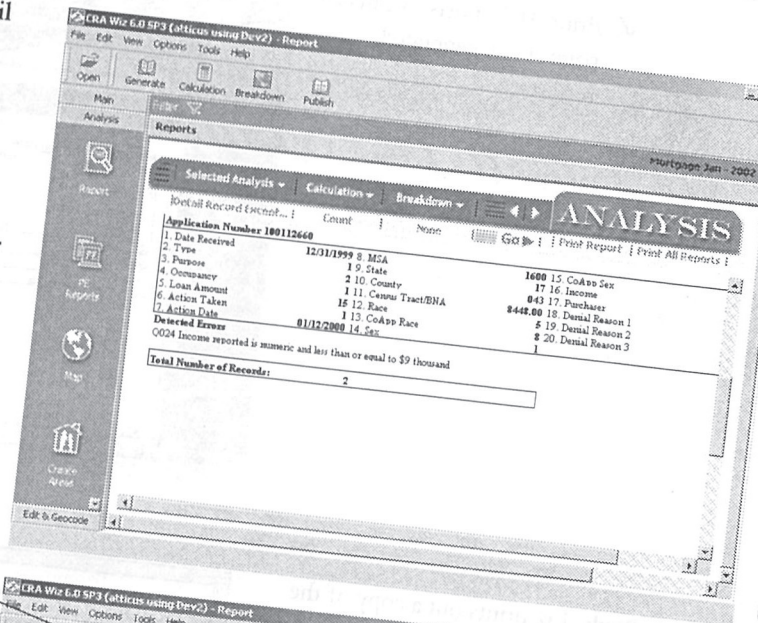 il
CRA Wiz 6.0 SP3 (atticus using Dev2) - Report
File Edit View Options Tools Help
Open Generate Calculation Breakdown Publish
Main
Filter
Analysis
Reports
Mortgage Jan - 2002
Report
PE Reports
Map
Create Areas
Edit & Geocode
Selected Analysis Calculation Breakdown ANALYSIS
Detail Record Except... Count None Go Print Report Print All Reports
Application Number 100112660
1. Date Received 12/31/1999 8. MSA 1600 15. CoApp Sex
2. Type 1 9. State 17 16. Income
3. Purpose 2 10. County 043 17. Purchaser
4. Occupancy 1 11. Census Tract/BNA 8448.00 18. Denial Reason 1
5. Loan Amount 15 12. Race 5 19. Denial Reason 2
6. Action Taken 1 13. CoApp Race 8 20. Denial Reason 3
7. Action Date 01/12/2000 14. Sex 1
Detected Errors
Q024 Income reported is numeric and less than or equal to $9 thousand
Total Number of Records: 2
CRA Wiz 6.0 SP3 (atticus using Dev2) - Report
File Edit View Options Tools Help